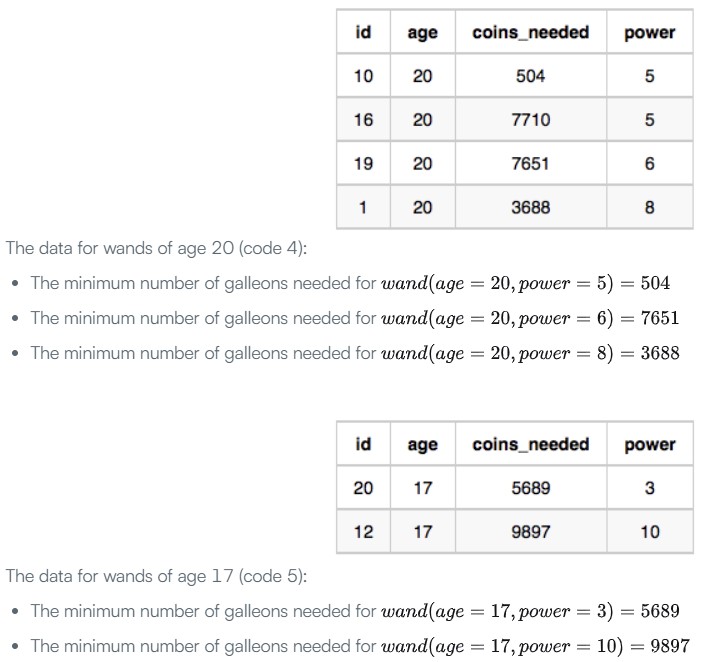 id age coins_needed power
10 20 504 5
16 20 7710 5
19 20 7651 6
1 20 3688 8
The data for wands of age 20 (code 4):
• The minimum number of galleons needed for wand(age = 20, power = 5) = 504
• The minimum number of galleons needed for wand(age = 20, power = 6) = 7651
• The minimum number of galleons needed for wand(age = 20, power = 8) = 3688
id age coins_needed power
20 17 5689 3
12 17 9897 10
The data for wands of age 17 (code 5):
• The minimum number of galleons needed for wand(age = 17, power = 3) = 5689
• The minimum number of galleons needed for wand(age = 17, power = 10) = 9897